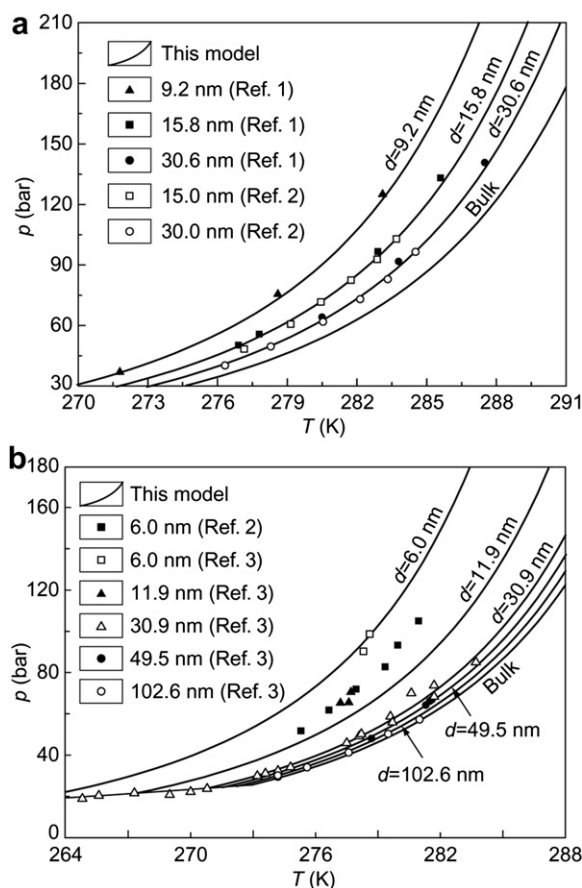 a
210
170
130
90
50
30
p (bar)
This model
9.2 nm (Ref. 1)
15.8 nm (Ref. 1)
30.6 nm (Ref. 1)
15.0 nm (Ref. 2)
30.0 nm (Ref. 2)
d=9.2 nm
d=15.8 nm
d=30.6 nm
Bulk
270 273 276 279 282 285 288 291
T (K)
b
180
160
120
80
40
0
p (bar)
This model
6.0 nm (Ref. 2)
6.0 nm (Ref. 3)
11.9 nm (Ref. 3)
30.9 nm (Ref. 3)
49.5 nm (Ref. 3)
102.6 nm (Ref. 3)
d=6.0 nm
d=11.9 nm
d=30.9 nm
Bulk
d=49.5 nm
d=102.6 nm
264 270 276 282 288
T (K)